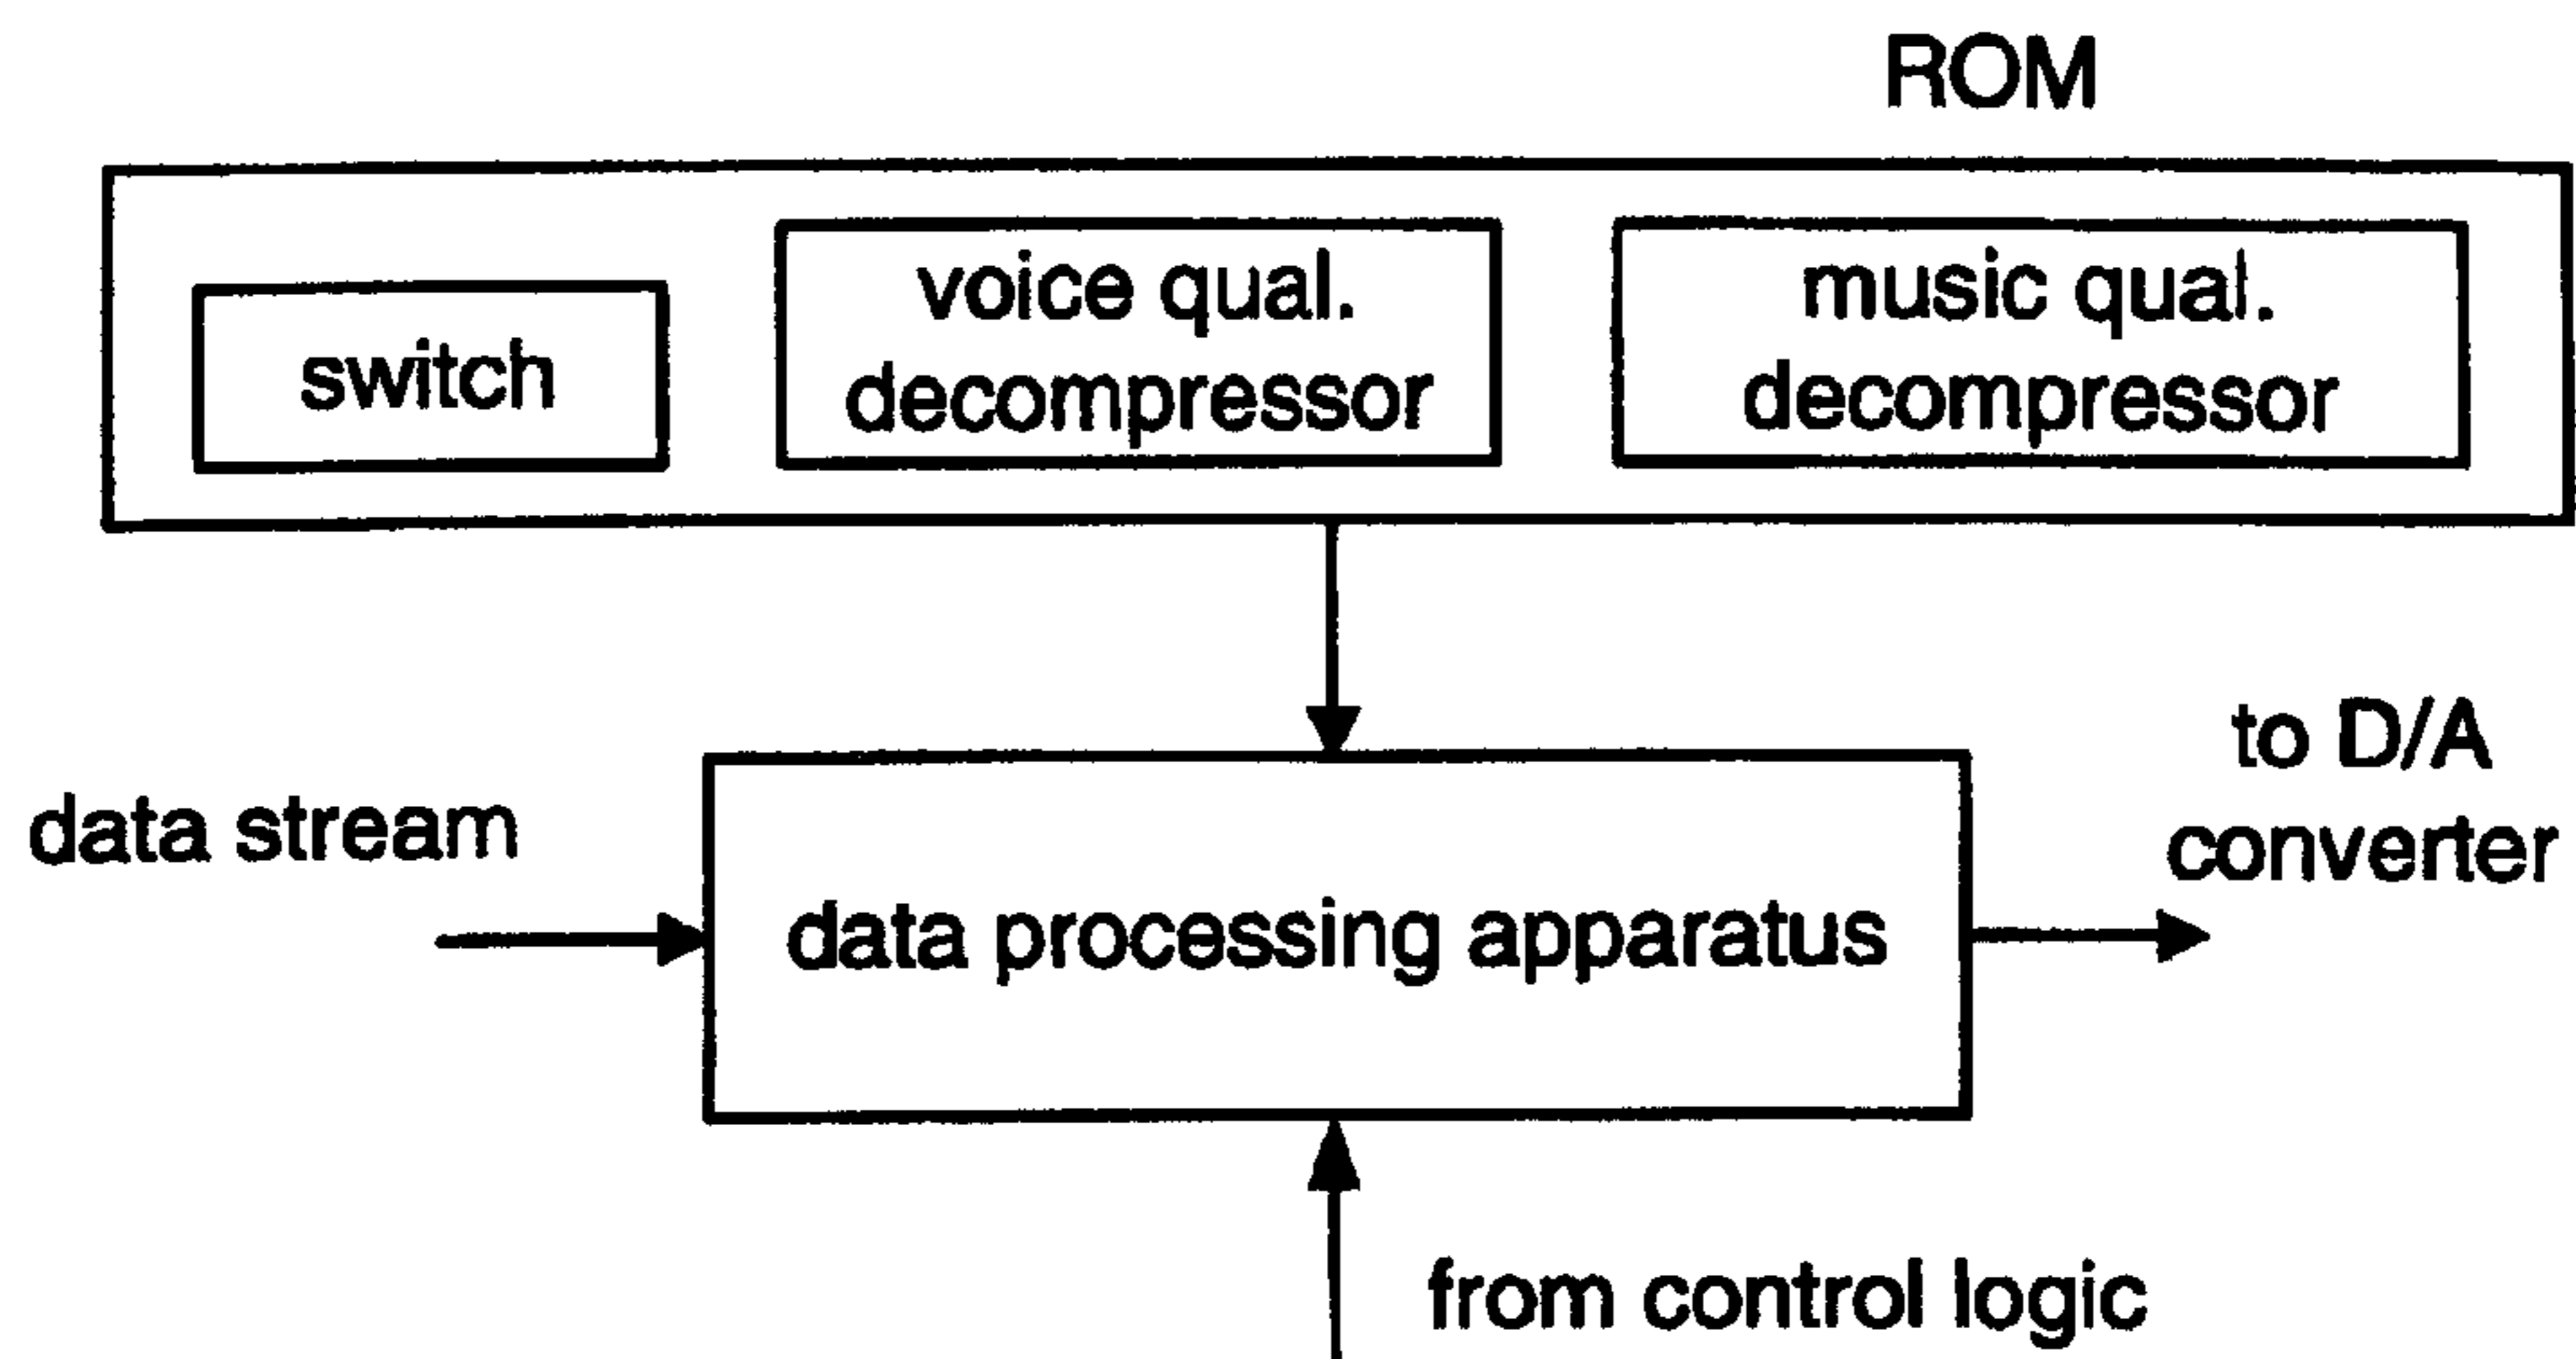 ROM
switch
voice qual.
decompressor
music qual.
decompressor
data stream
data processing apparatus
to D/A
converter
from control logic